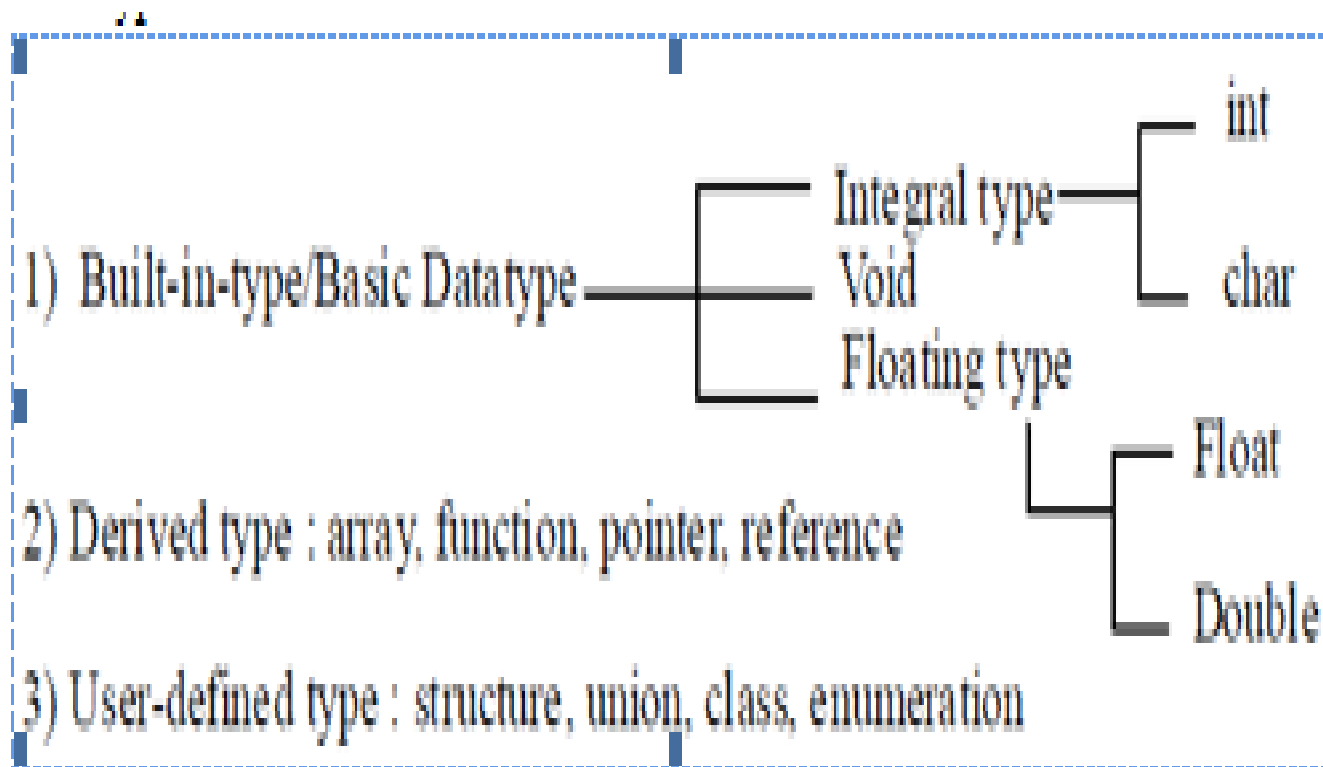 int
Integral type
1) Built-in-type/Basic Datatype
Void
char
Floating type
Float
2) Derived type : array, function, pointer, reference
Double
3) User-defined type : structure, union, class, enumeration